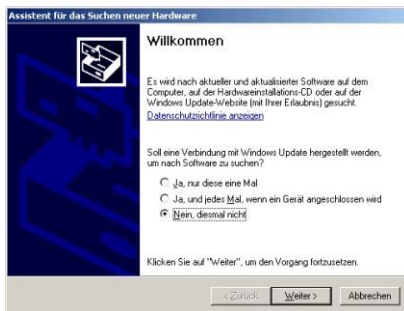 Assistent für das Suchen neuer Hardware
Willkommen
Es wird nach aktueller und aktualisierter Software auf dem
Computer, auf der Hardwareinstallations-CD oder auf der
Windows Update-Website (mit Ihrer Erlaubnis) gesucht.
Datenschutzrichtlinie anzeigen
Soll eine Verbindung mit Windows Update hergestellt werden,
um nach Software zu suchen?
Ja, nur diese eine Mal
Ja, und jedes Mal, wenn ein Gerät angeschlossen wird
Nein, diesmal nicht
Klicken Sie auf "Weiter", um den Vorgang fortzusetzen.
< Zurück Weiter > Abbrechen